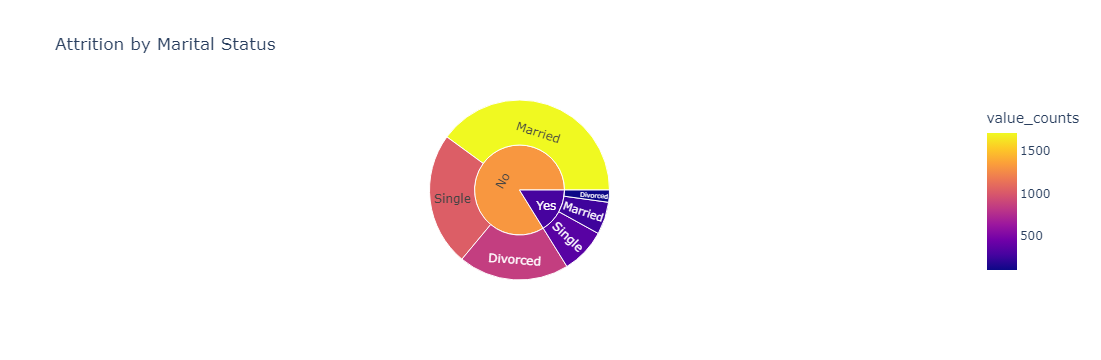 Attrition by Marital Status
value_counts
Married
No
Single
Divorced
Yes
Divorced
Married
Single
1500
1000
500